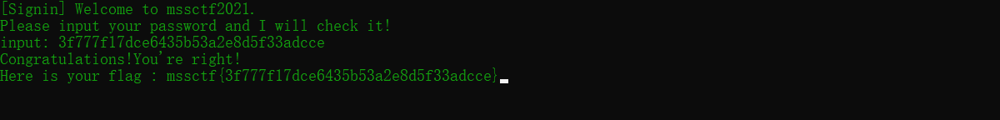 [Signin] Welcome to mssctf2021.
Please input your password and I will check it!
input: 3f777f17dce6435b53a2e8d5f33adcce
Congratulations!You're right!
Here is your flag : mssctf{3f777f17dce6435b53a2e8d5f33adcce}